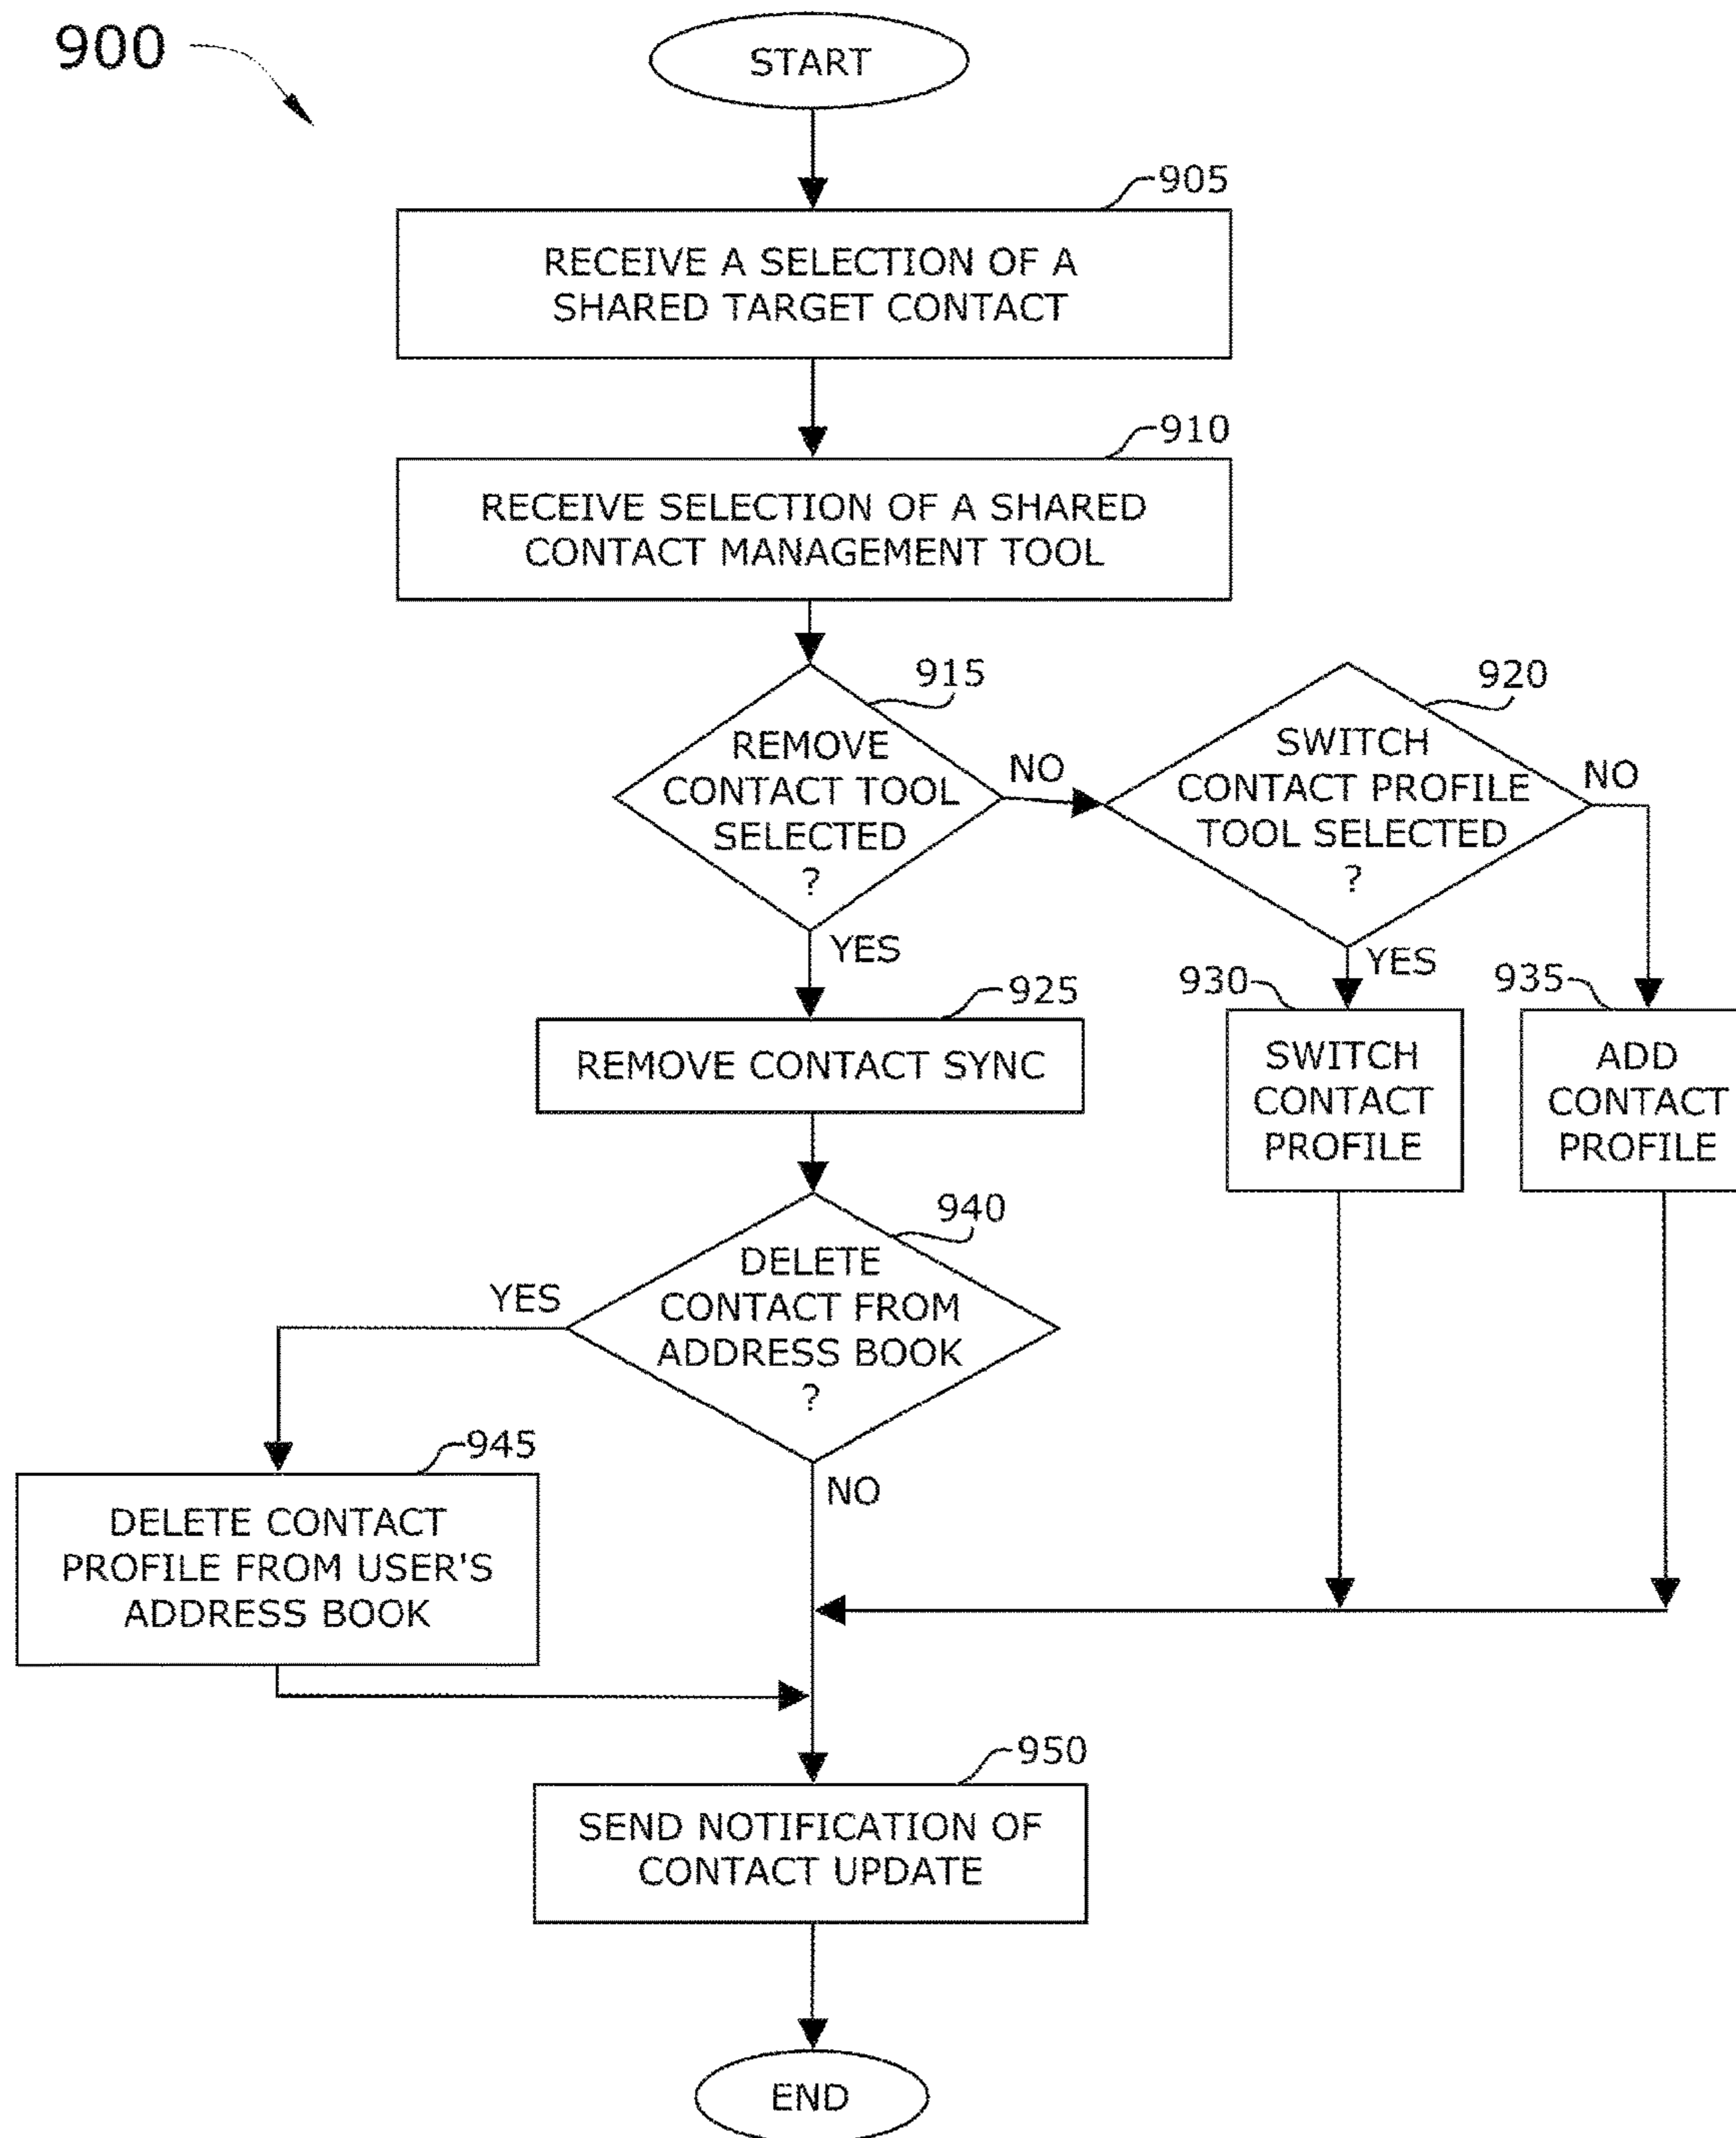 900
START
905
RECEIVE A SELECTION OF A
SHARED TARGET CONTACT
910
RECEIVE SELECTION OF A SHARED
CONTACT MANAGEMENT TOOL
915
REMOVE
CONTACT TOOL
SELECTED
?
NO
YES
920
SWITCH
CONTACT PROFILE
TOOL SELECTED
?
NO
YES
925
REMOVE CONTACT SYNC
930
SWITCH
CONTACT
PROFILE
935
ADD
CONTACT
PROFILE
940
DELETE
CONTACT FROM
ADDRESS BOOK
?
YES
NO
945
DELETE CONTACT
PROFILE FROM USER'S
ADDRESS BOOK
950
SEND NOTIFICATION OF
CONTACT UPDATE
END